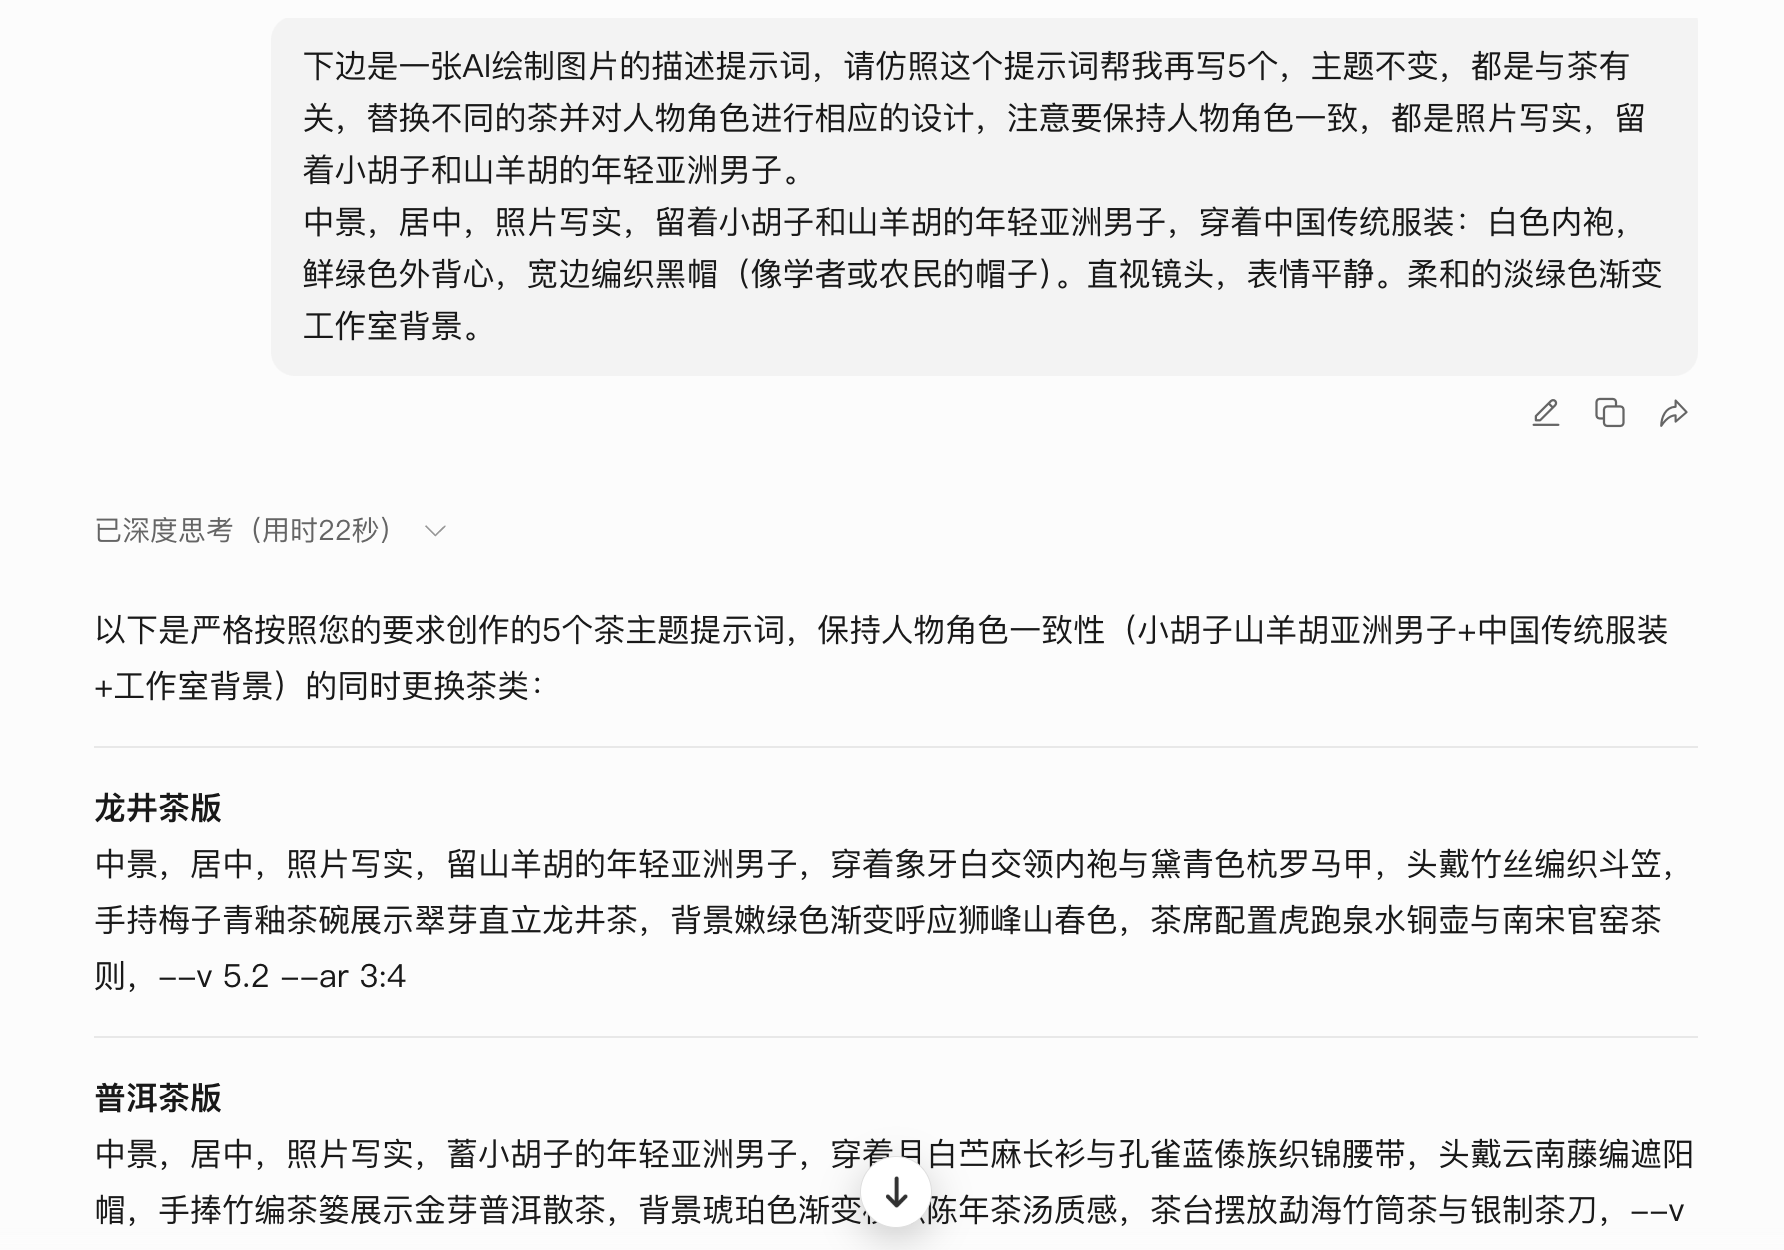 下边是一张AI绘制图片的描述提示词，请仿照这个提示词帮我再写5个，主题不变，都是与茶有
关，替换不同的茶并对人物角色进行相应的设计，注意要保持人物角色一致，都是照片写实，留
着小胡子和山羊胡的年轻亚洲男子。
中景，居中，照片写实，留着小胡子和山羊胡的年轻亚洲男子，穿着中国传统服装：白色内袍，
鲜绿色外背心，宽边编织黑帽（像学者或农民的帽子）。直视镜头，表情平静。柔和的淡绿色渐变
工作室背景。
已深度思考（用时22秒）
以下是严格按照您的要求创作的5个茶主题提示词，保持人物角色一致性（小胡子山羊胡亚洲男子+中国传统服装
+工作室背景）的同时更换茶类：
龙井茶版
中景，居中，照片写实，留山羊胡的年轻亚洲男子，穿着象牙白交领内袍与黛青色杭罗马甲，头戴竹丝编织斗笠，
手持梅子青釉茶碗展示翠芽直立龙井茶，背景嫩绿色渐变呼应狮峰山春色，茶席配置虎跑泉水铜壶与南宋官窑茶
则，--v 5.2 --ar 3:4
普洱茶版
中景，居中，照片写实，蓄小胡子的年轻亚洲男子，穿着月白苎麻长衫与孔雀蓝傣族织锦腰带，头戴云南藤编遮阳
帽，手捧竹编茶篓展示金芽普洱散茶，背景琥珀色渐变陈年茶汤质感，茶台摆放勐海竹筒茶与银制茶刀，--v